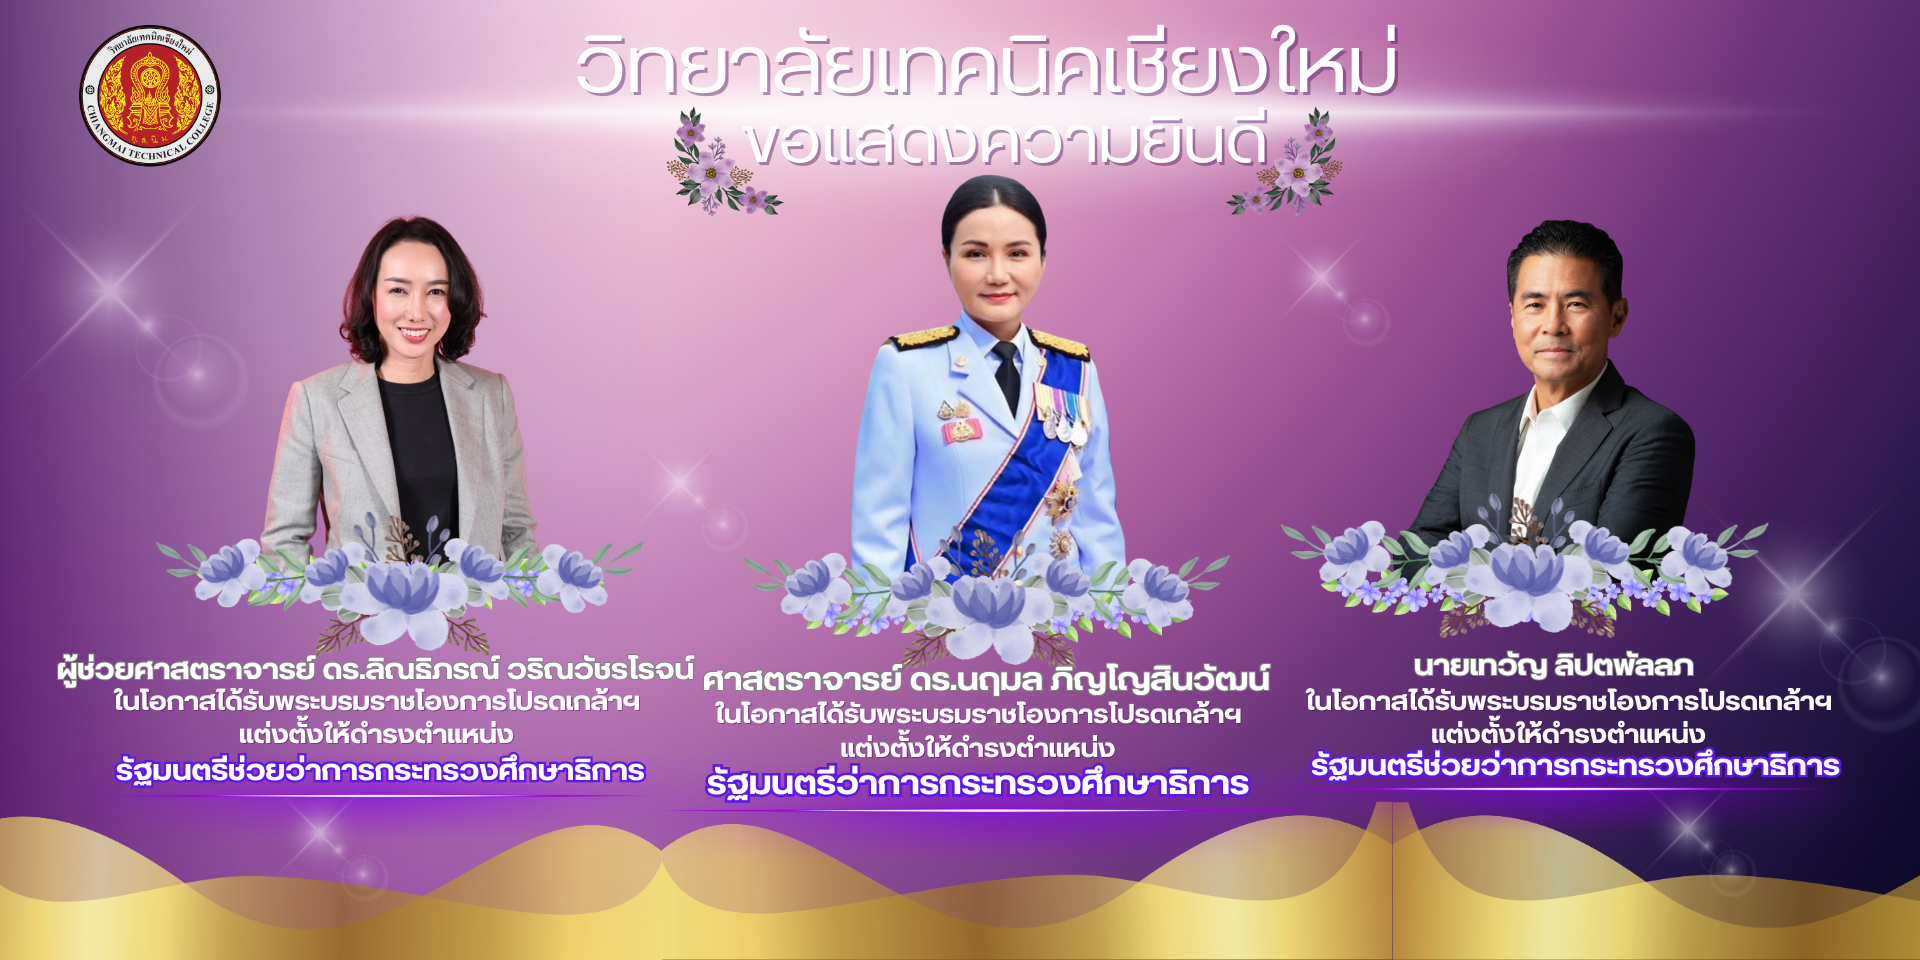 วิทยาลัยเทคนิคเชียงใหม่
CHIANGMAI TECHNICAL COLLEGE
วิทยาลัยเทคนิคเชียงใหม่
ขอแสดงความยินดี
ผู้ช่วยศาสตราจารย์ ดร.ลิณธิภรณ์ วริณวัชรโรจน์
ในโอกาสได้รับพระบรมราชโองการโปรดเกล้าฯ
แต่งตั้งให้ดำรงตำแหน่ง
รัฐมนตรีช่วยว่าการกระทรวงศึกษาธิการ
ศาสตราจารย์ ดร.นฤมล ภิญโญสินวัฒน์
ในโอกาสได้รับพระบรมราชโองการโปรดเกล้าฯ
แต่งตั้งให้ดำรงตำแหน่ง
รัฐมนตรีว่าการกระทรวงศึกษาธิการ
นายเทวัญ ลิปตพัลลภ
ในโอกาสได้รับพระบรมราชโองการโปรดเกล้าฯ
แต่งตั้งให้ดำรงตำแหน่ง
รัฐมนตรีช่วยว่าการกระทรวงศึกษาธิการ